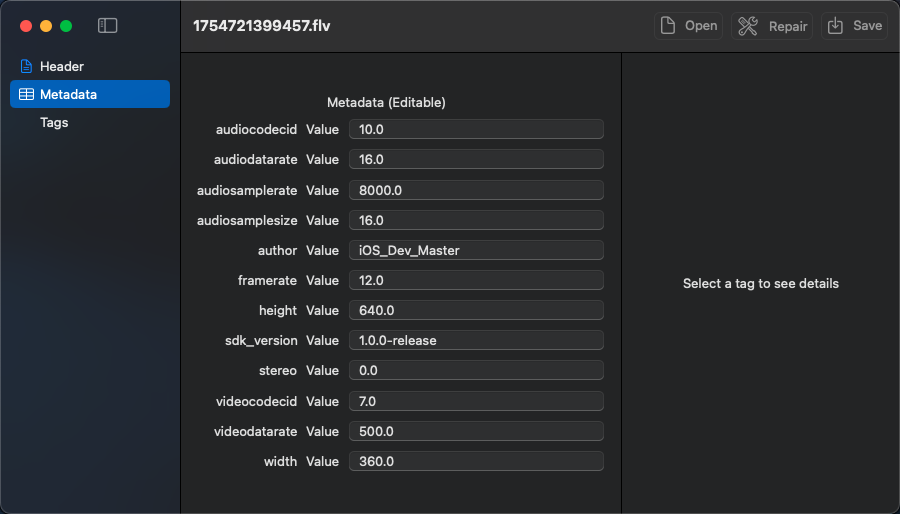 1754721399457.flv
Open
Repair
Save
Header
Metadata
Tags
Metadata (Editable)
audiocodecid Value 10.0
audiodatarate Value 16.0
audiosamplerate Value 8000.0
audiosamplesize Value 16.0
author Value iOS_Dev_Master
framerate Value 12.0
height Value 640.0
sdk_version Value 1.0.0-release
stereo Value 0.0
videocodecid Value 7.0
videodatarate Value 500.0
width Value 360.0
Select a tag to see details